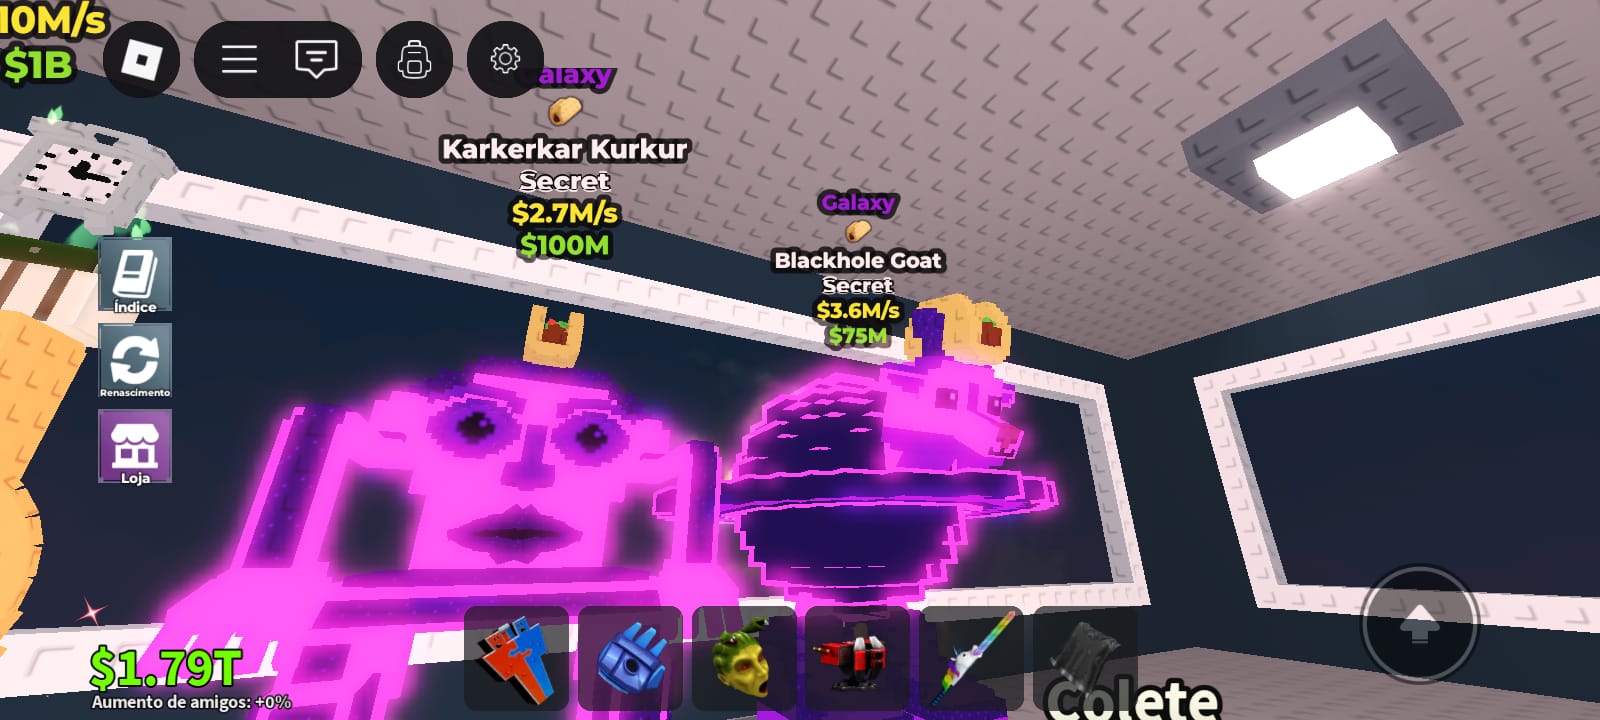 10M/s
$1B
Galaxy
Karkerkar Kurkur
Secret
$2.7M/s
$100M
Galaxy
Blackhole Goat
Secret
$3.6M/s
$75M
Índice
Renascimento
Loja
$1.79T
Aumento de amigos: +0%
Colete